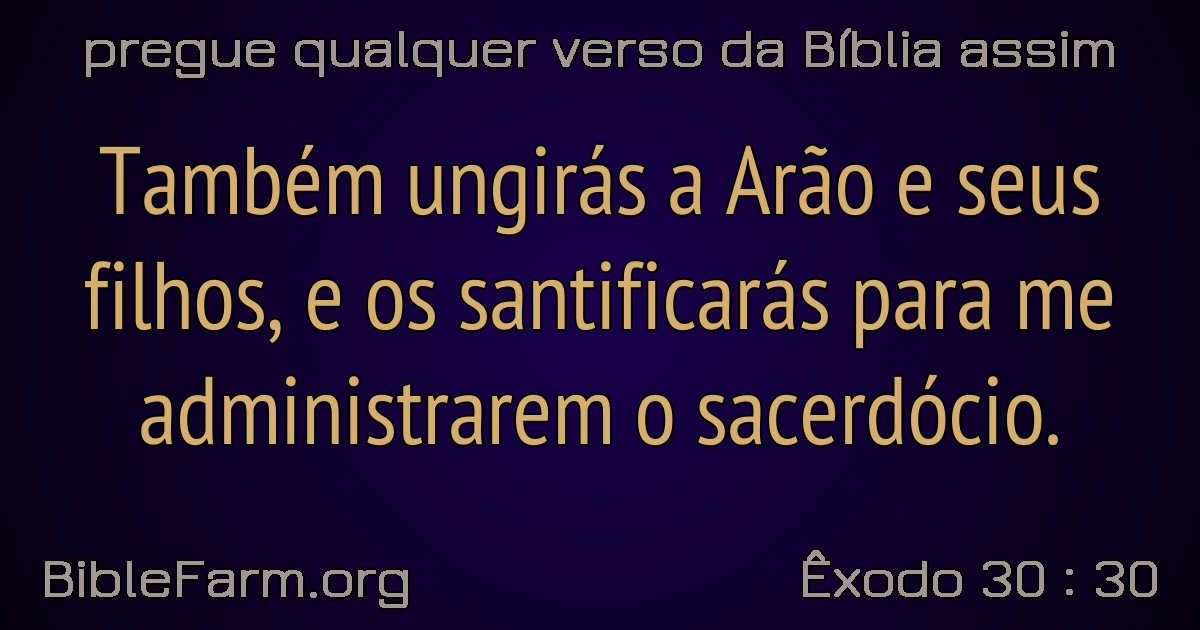 pregue qualquer verso da Bíblia assim
Também ungirás a Arão e seus
filhos, e os santificarás para me
administrarem o sacerdócio.
BibleFarm.org
Êxodo 30 : 30